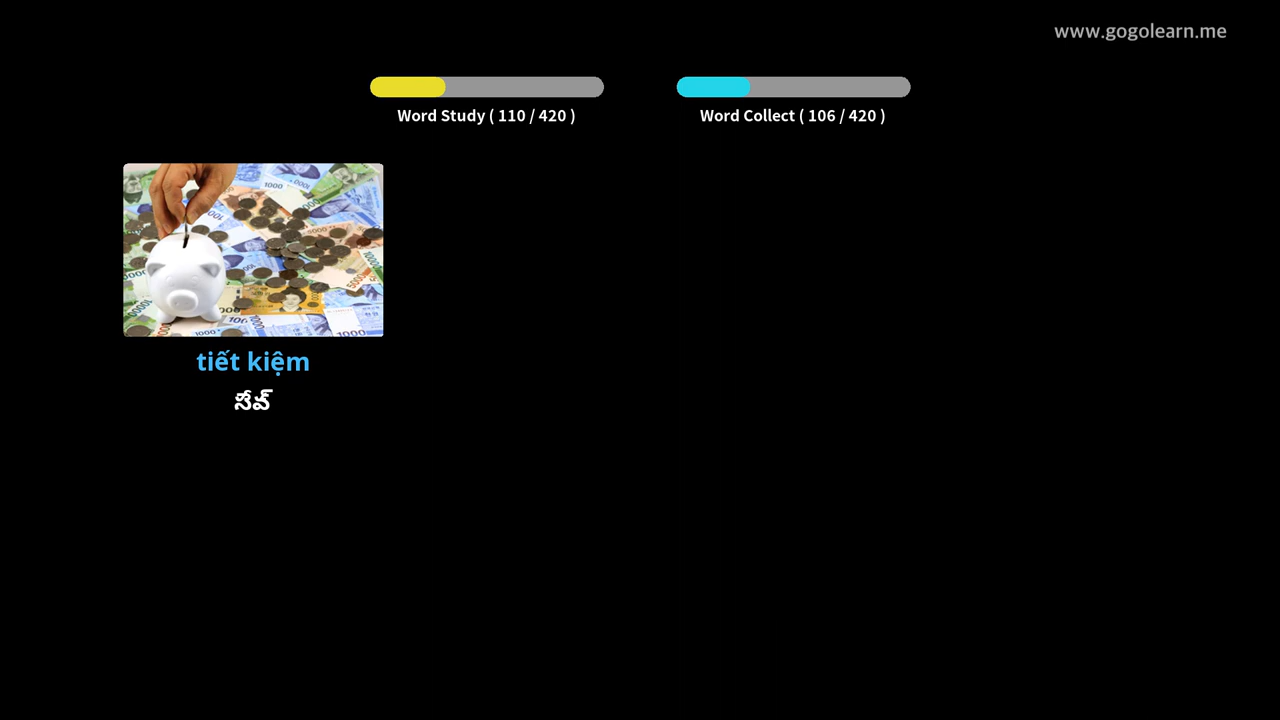 www.gogolearn.me
Word Study ( 110 / 420 )
Word Collect ( 106 / 420 )
tiết kiệm
సేవ్